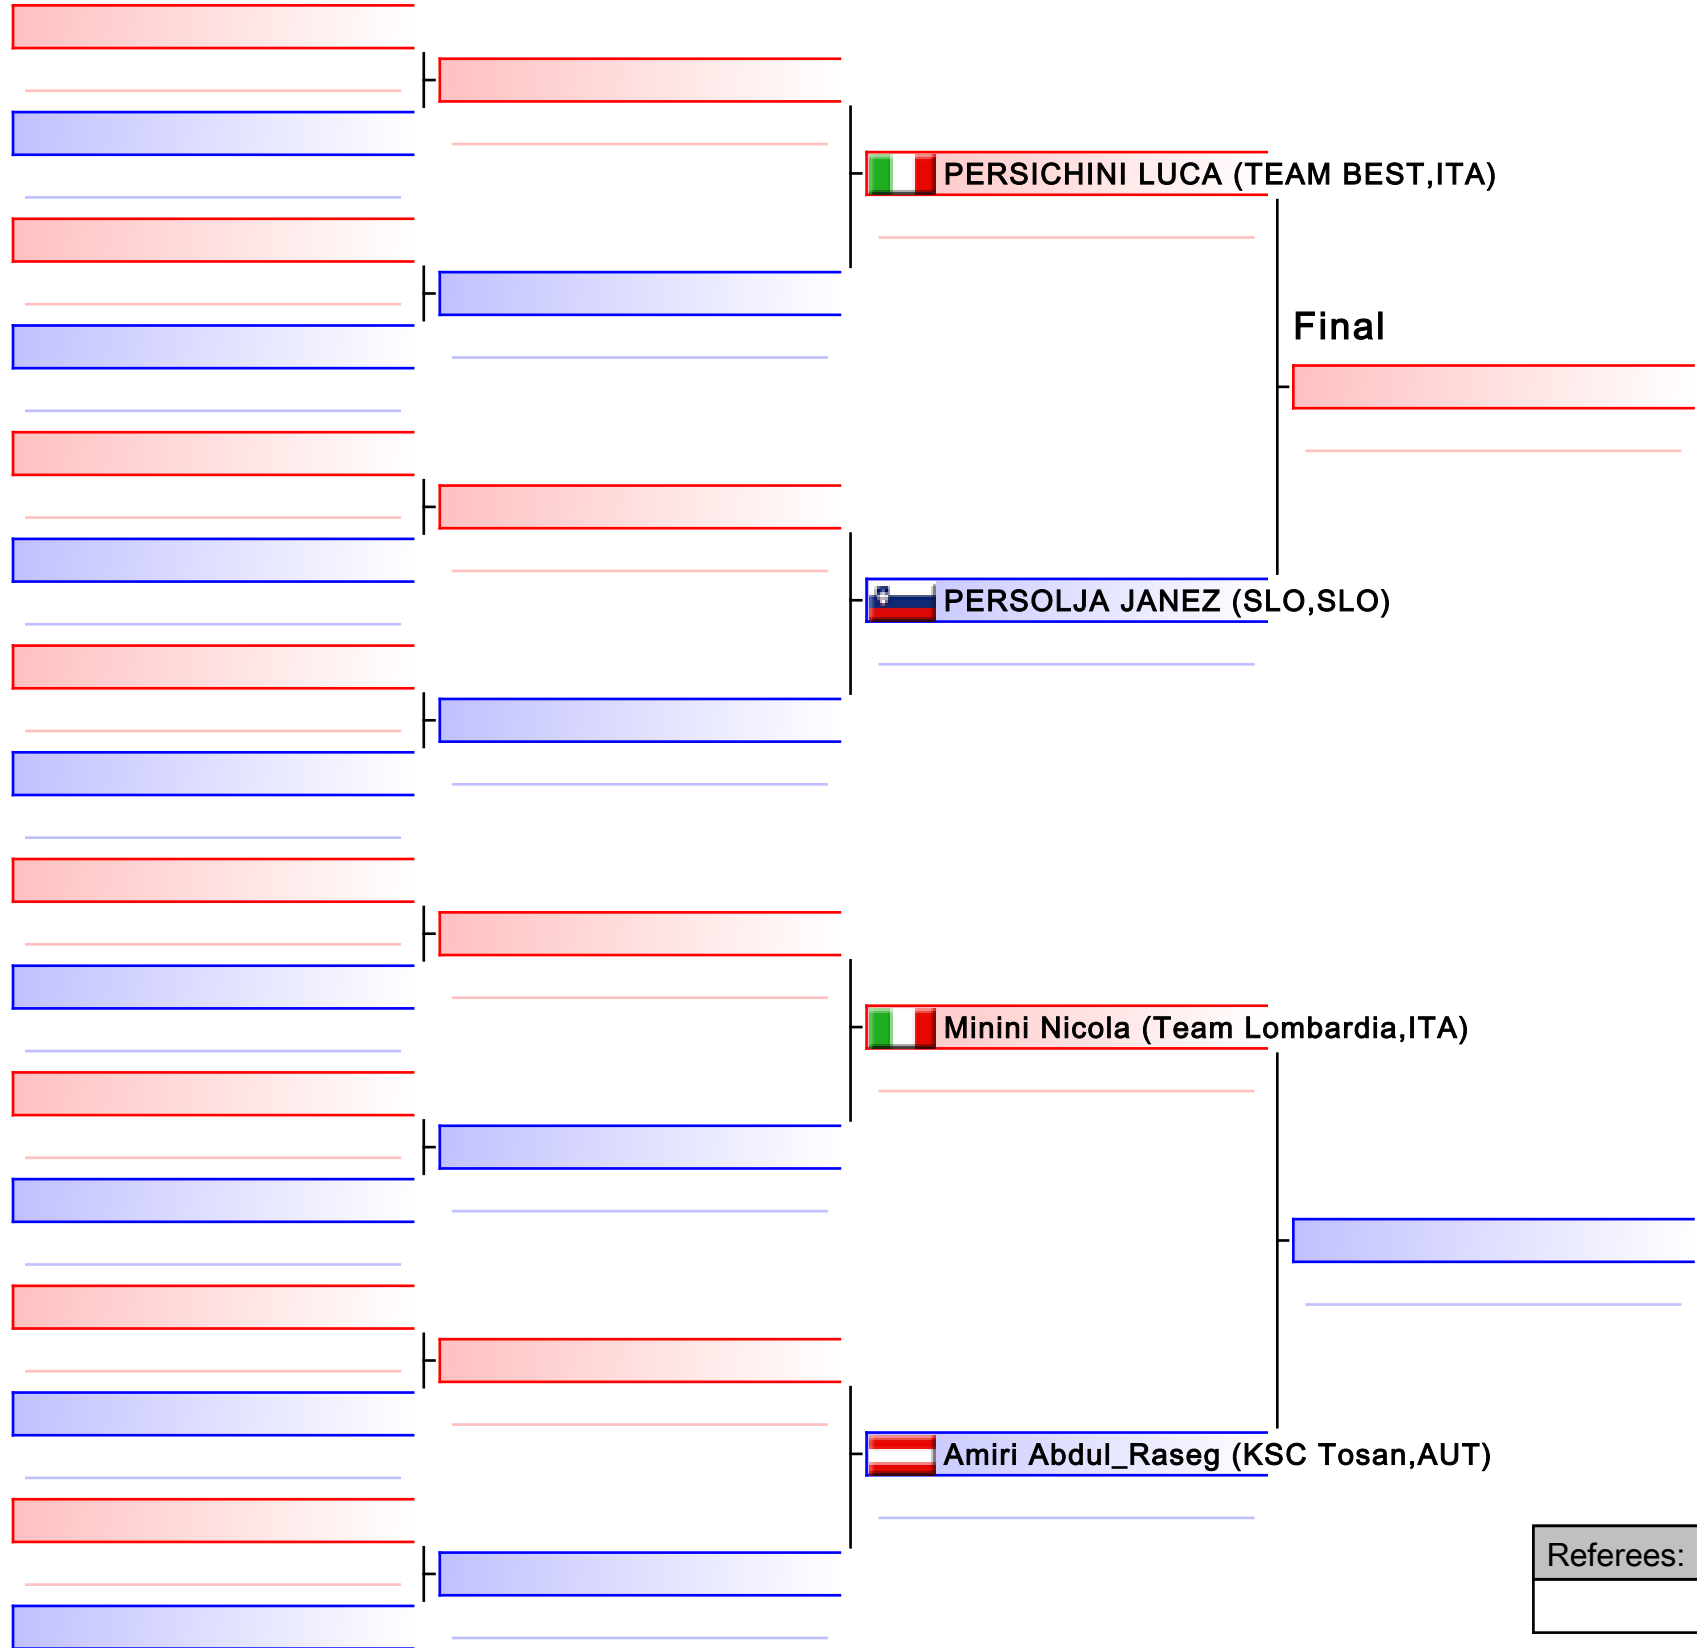 PERSICHINI LUCA (TEAM BEST,ITA)
Final
PERSOLJA JANEZ (SLO,SLO)
Minini Nicola (Team Lombardia,ITA)
Amiri Abdul_Raseg (KSC Tosan,AUT)
Referees: